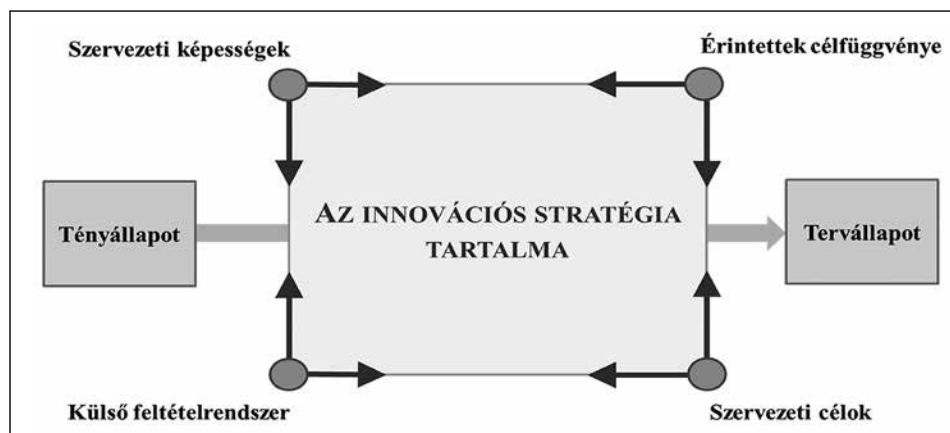 Szervezeti képességek
Érintettek célfüggvénye
Tényállapot
AZ INNOVÁCIÓS STRATÉGIA
TARTALMA
Tervállapot
Külső feltételrendszer
Szervezeti célok